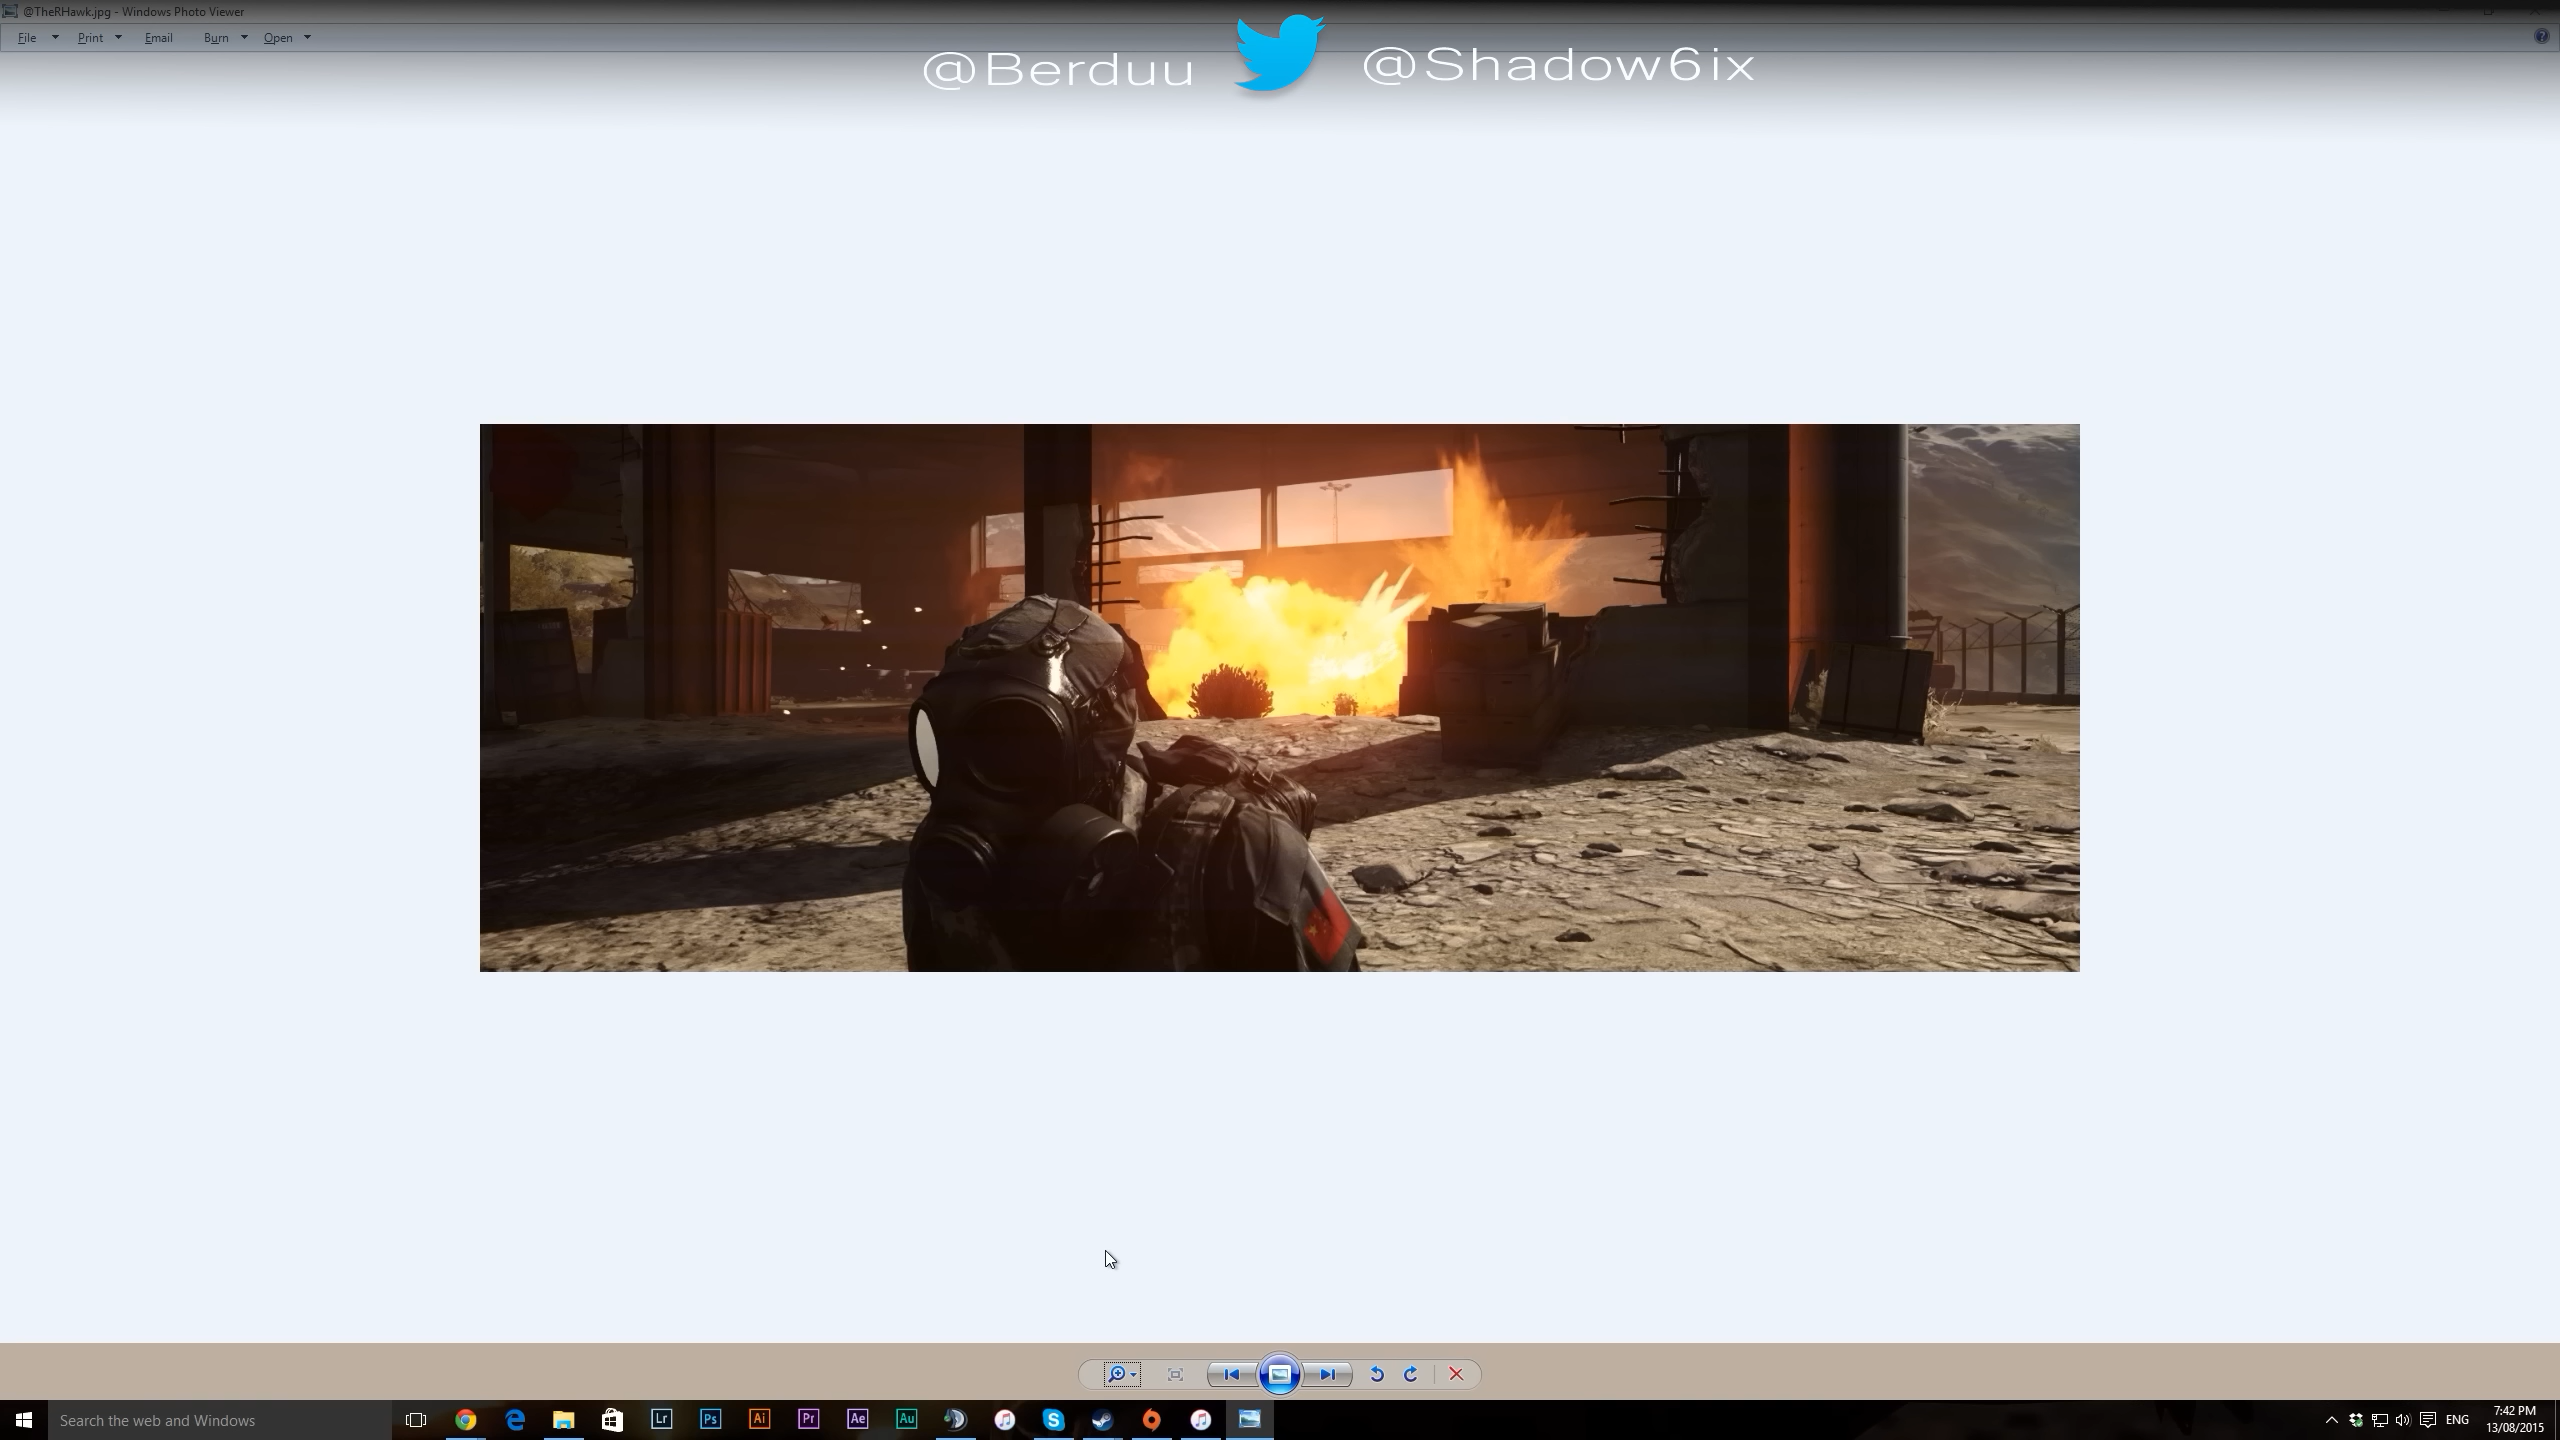 @TheRHawk.jpg - Windows Photo Viewer
File Print Email Burn Open
@Berduu @Shadow6ix
Search the web and Windows
Lr Ps Ai Pr Ae Au
ENG
7:42 PM
13/08/2015